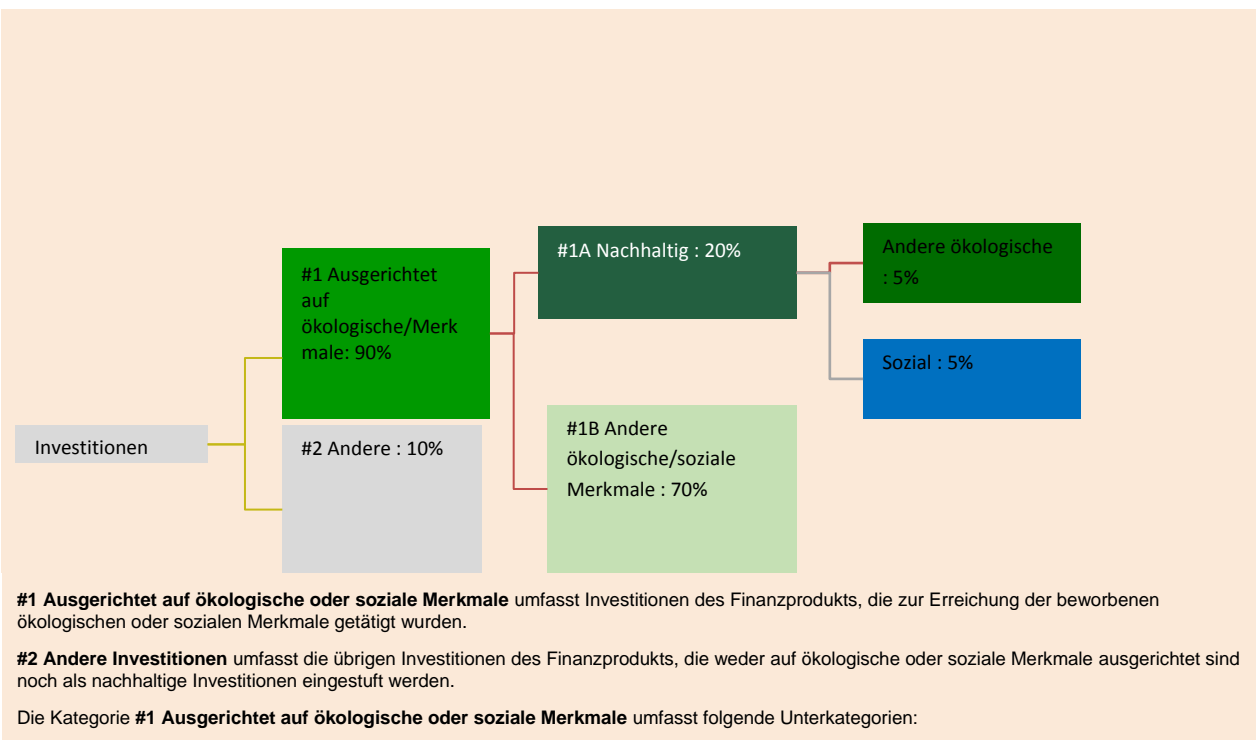 Investitionen
#1 Ausgerichtet
auf
ökologische/Merk
male: 90%
#2 Andere : 10%
#1A Nachhaltig : 20%
#1B Andere
ökologische/soziale
Merkmale : 70%
Andere ökologische
: 5%
Sozial : 5%
#1 Ausgerichtet auf ökologische oder soziale Merkmale umfasst Investitionen des Finanzprodukts, die zur Erreichung der beworbenen
ökologischen oder sozialen Merkmale getätigt wurden.
#2 Andere Investitionen umfasst die übrigen Investitionen des Finanzprodukts, die weder auf ökologische oder soziale Merkmale ausgerichtet sind
noch als nachhaltige Investitionen eingestuft werden.
Die Kategorie #1 Ausgerichtet auf ökologische oder soziale Merkmale umfasst folgende Unterkategorien: